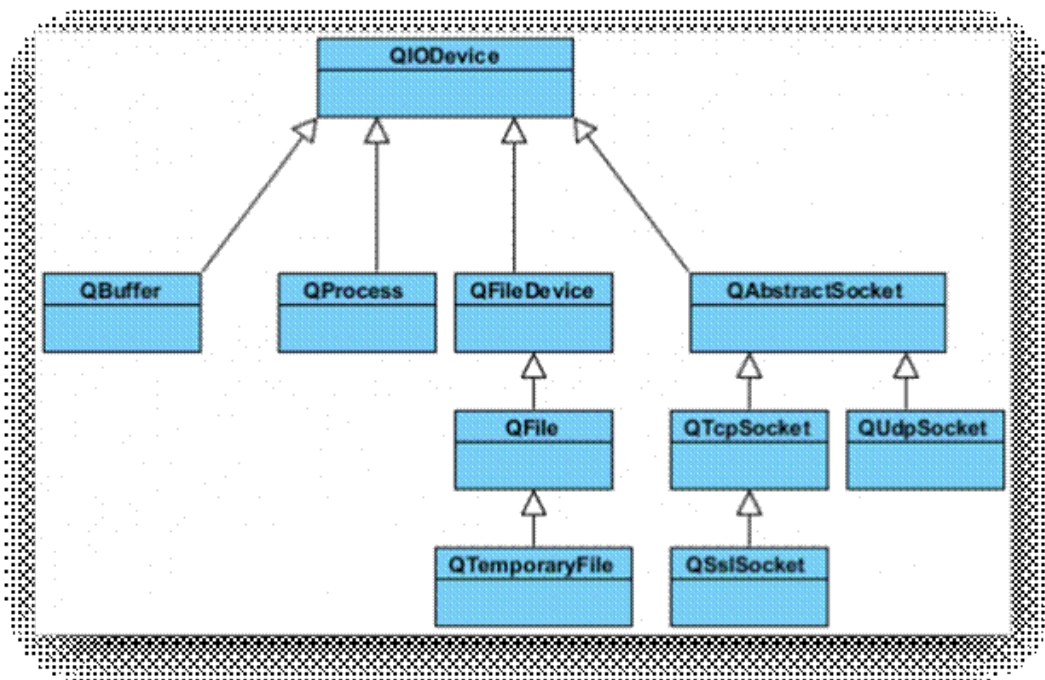 QIODevice
QBuffer
QProcess
QFileDevice
QAbstractSocket
QFile
QTcpSocket
QUdpSocket
QTemporaryFile
QSslSocket